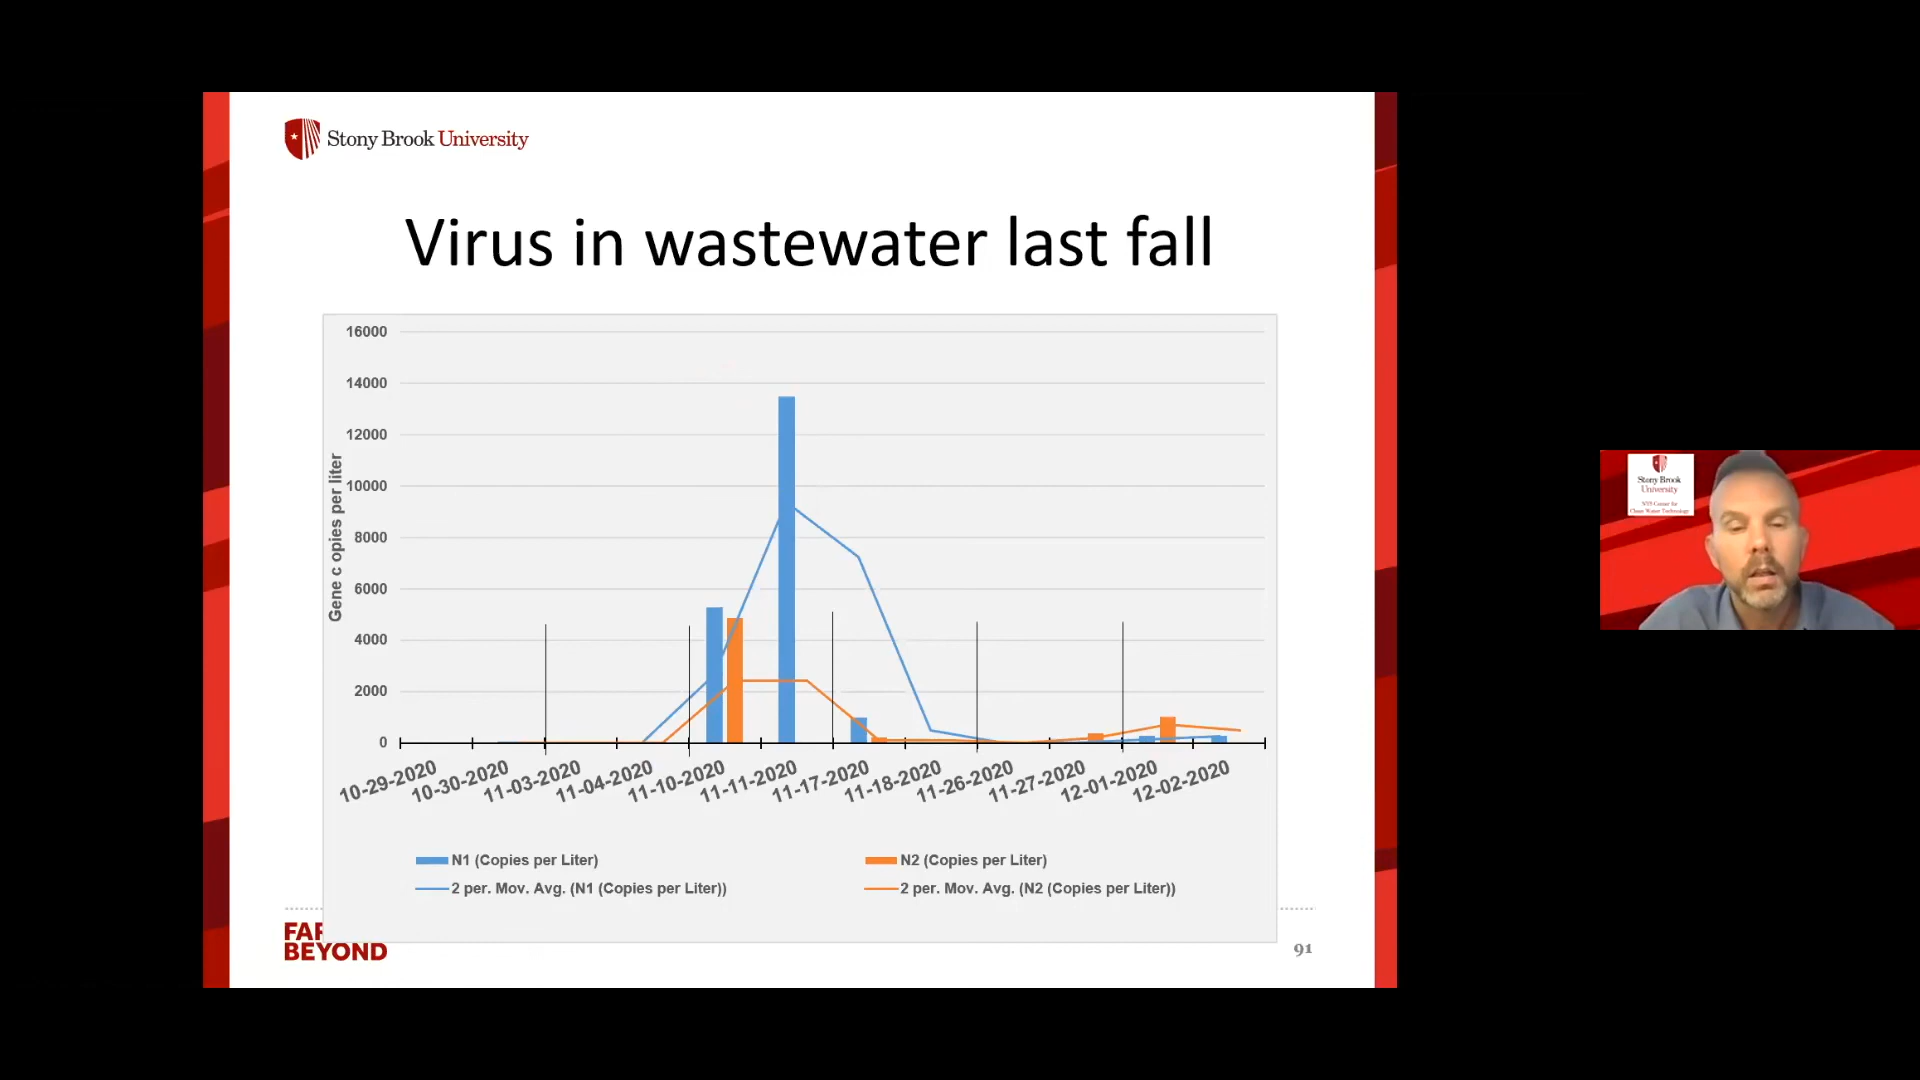 Stony Brook University
Virus in wastewater last fall
16000
14000
12000
10000
8000
6000
4000
2000
0
Gene c opies per liter
10-29-2020
10-30-2020
11-03-2020
11-04-2020
11-10-2020
11-11-2020
11-17-2020
11-18-2020
11-26-2020
11-27-2020
12-01-2020
12-02-2020
N1 (Copies per Liter)
N2 (Copies per Liter)
2 per. Mov. Avg. (N1 (Copies per Liter))
2 per. Mov. Avg. (N2 (Copies per Liter))
FAR
BEYOND
91
Stony Brook
University
NYS Center for
Clean Water Technology